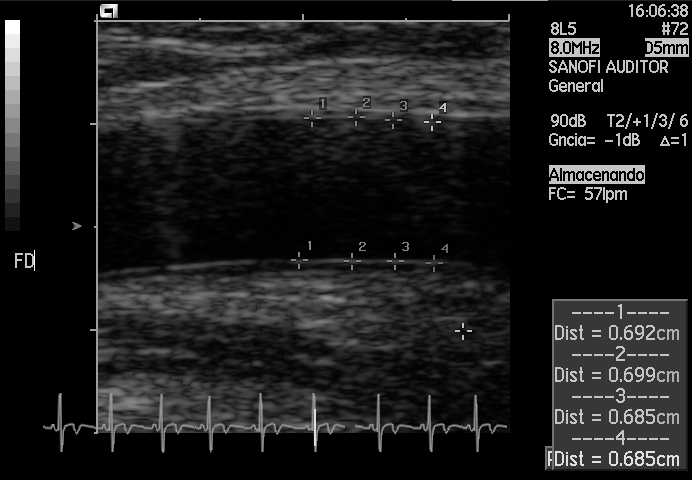 16:06:38
8L5 #72
8.0MHz D5mm
SANOFI AUDITOR
General
90dB T2/+1/3/ 6
Gncia= -1dB Δ=1
Almacenando
FC= 57lpm
1 2 3 4
1 2 3 4
FD
----1----
Dist = 0.692cm
----2----
Dist = 0.699cm
----3----
Dist = 0.685cm
----4----
Dist = 0.685cm